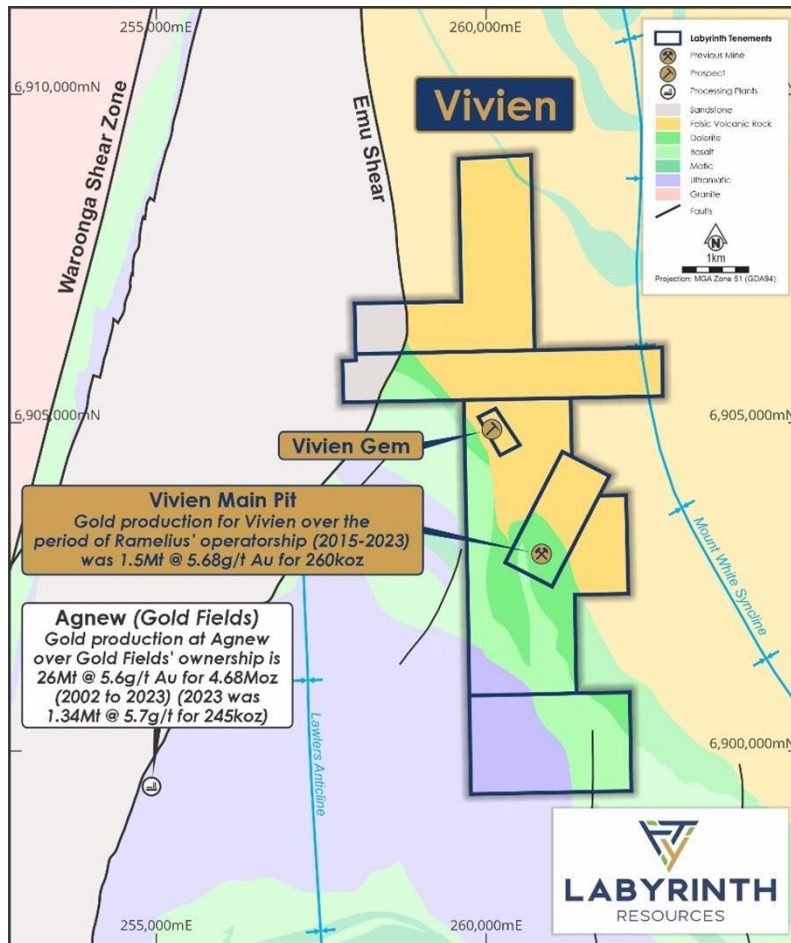 255,000mE
260,000mE
6,910,000mN
Waroonga Shear Zone
Emu Shear
Vivien
Labyrinth Tenements
Previous Mine
Prospect
Processing Plants
Sandstone
Felsic Volcanic Rock
Dolerite
Basalt
Mafic
Ultramafic
Granite
Faults
N
1km
Projection: MGA Zone 51 (GDA94)
6,905,000mN
6,905,000mN
Vivien Gem
Vivien Main Pit
Gold production for Vivien over the
period of Ramelius' operatorship (2015-2023)
was 1.5Mt @ 5.68g/t Au for 260koz
Mount White Syncline
Agnew (Gold Fields)
Gold production at Agnew
over Gold Fields' ownership is
26Mt @ 5.6g/t Au for 4.68Moz
(2002 to 2023) (2023 was
1.34Mt @ 5.7g/t for 245koz)
Lawlers Anticline
6,900,000mN
LABYRINTH
RESOURCES
255,000mE
260,000mE